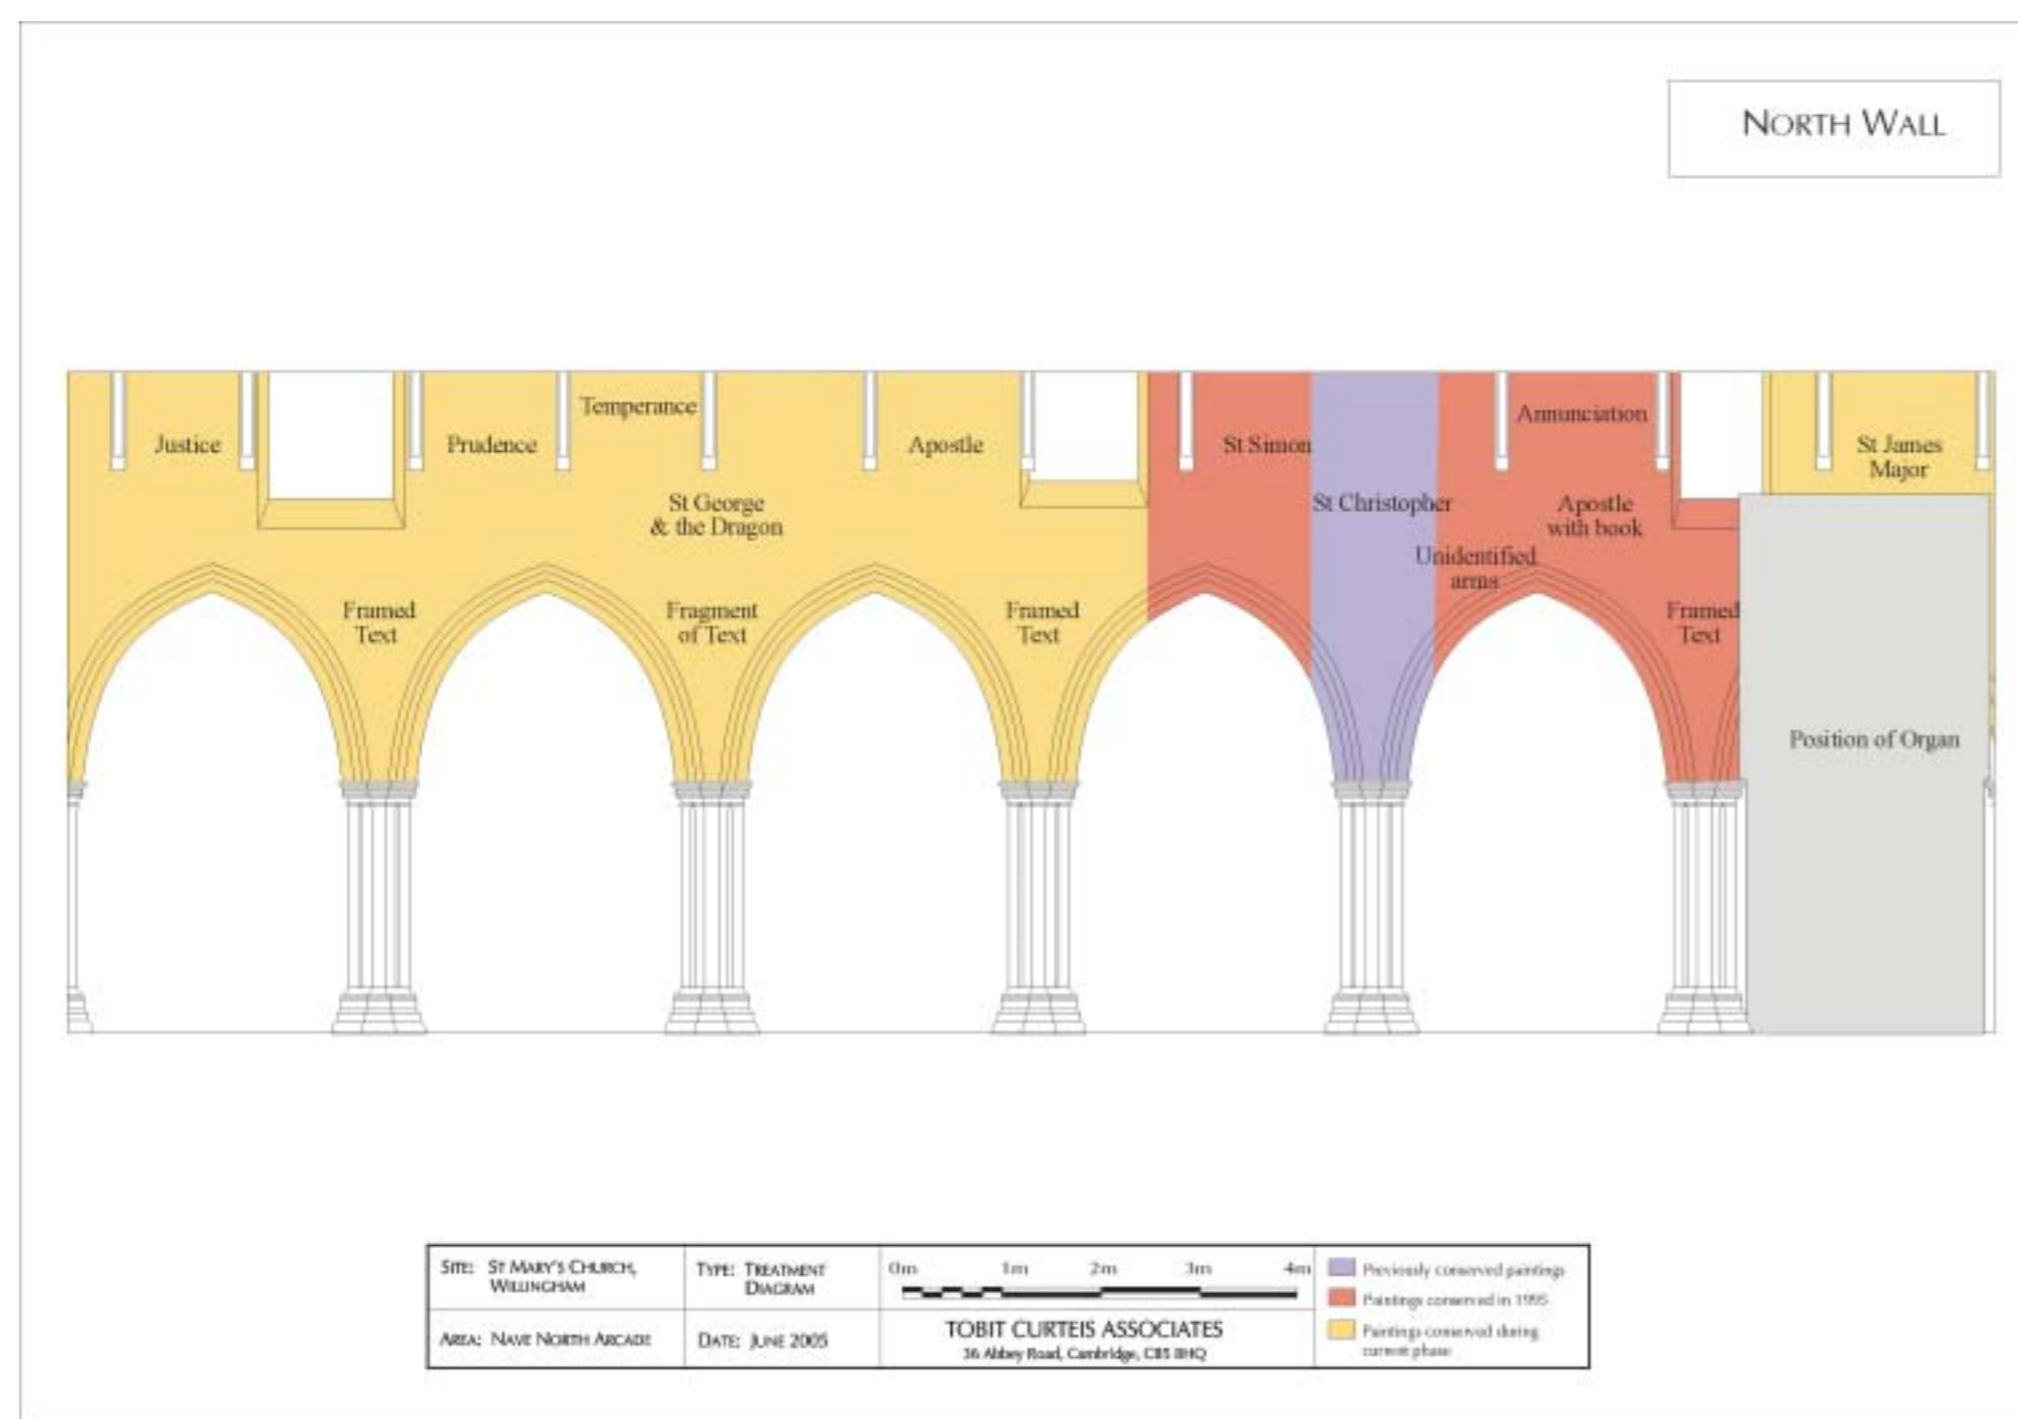 NORTH WALL
Temperance
Annunciation
Justice
Prudence
Apostle
St Simon
St James
Major
St George
& the Dragon
St Christopher
Apostle
with book
Unidentified
arms
Framed
Text
Fragment
of Text
Framed
Text
Framed
Text
Position of Organ
SITE: ST MARY'S CHURCH,
WILLINGHAM
TYPE: TREATMENT
DIAGRAM
0m 1m 2m 3m 4m
AREA: NAVE NORTH ARCADE
DATE: JUNE 2005
TOBIT CURTEIS ASSOCIATES
36 Abbey Road, Cambridge, CB5 8HQ
Previously conserved paintings
Paintings conserved in 1995
Paintings conserved during
current phase